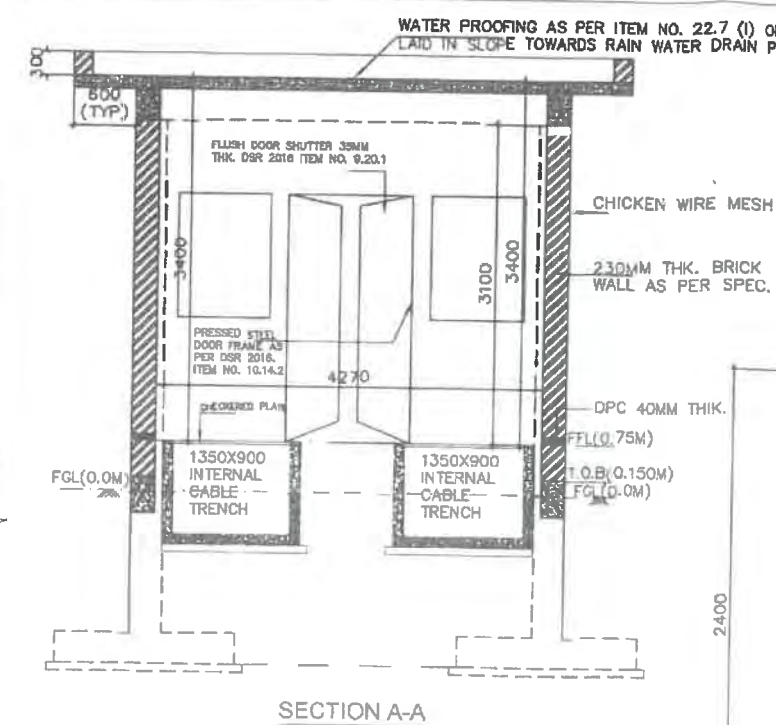 WATER PROOFING AS PER ITEM NO. 22.7 (I) O
LAID IN SLOPE TOWARDS RAIN WATER DRAIN P
300
600
(TYP.)
FLUSH DOOR SHUTTER 35MM
THK. DSR 2016 ITEM NO. 9.20.1
CHICKEN WIRE MESH
3400
3100
3400
230MM THK. BRICK
WALL AS PER SPEC.
PRESSED STEEL
DOOR FRAME AS
PER DSR 2016.
ITEM NO. 10.14.2
4270
CHECKERED PLATE
DPC 40MM THIK.
FFL(0.75M)
1350X900
INTERNAL
CABLE
TRENCH
1350X900
INTERNAL
CABLE
TRENCH
FGL(0.0M)
T.O.B(0.150M)
FGL(0.0M)
2400
SECTION A-A